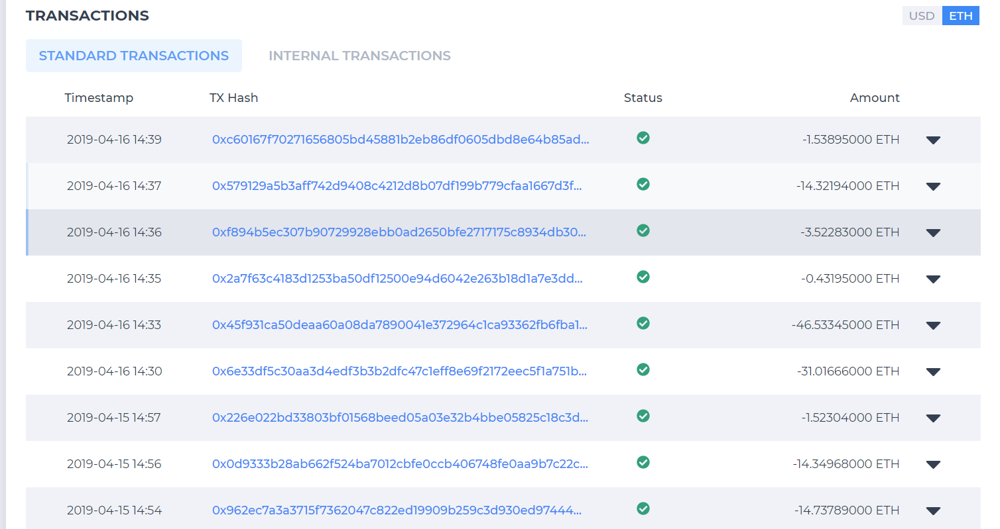 TRANSACTIONS USD ETH
STANDARD TRANSACTIONS INTERNAL TRANSACTIONS
Timestamp TX Hash Status Amount
2019-04-16 14:39 0xc60167f70271656805bd45881b2eb86df0605dbd8e64b85ad... -1.53895000 ETH
2019-04-16 14:37 0x579129a5b3aff742d9408c4212d8b07df199b779cfaa1667d3f... -14.32194000 ETH
2019-04-16 14:36 0xf894b5ec307b90729928ebb0ad2650bfe2717175c8934db30... -3.52283000 ETH
2019-04-16 14:35 0x2a7f63c4183d1253ba50df12500e94d6042e263b18d1a7e3dd... -0.43195000 ETH
2019-04-16 14:33 0x45f931ca50deaa60a08da7890041e372964c1ca93362fb6fba1... -46.53345000 ETH
2019-04-16 14:30 0x6e33df5c30aa3d4edf3b3b2dfc47c1eff8e69f2172eec5f1a751b... -31.01666000 ETH
2019-04-15 14:57 0x226e022bd33803bf01568beed05a03e32b4bbe05825c18c3d... -1.52304000 ETH
2019-04-15 14:56 0x0d9333b28ab662f524ba7012cbfe0ccb406748fe0aa9b7c22c... -14.34968000 ETH
2019-04-15 14:54 0x962ec7a3a3715f7362047c822ed19909b259c3d930ed97444... -14.73789000 ETH